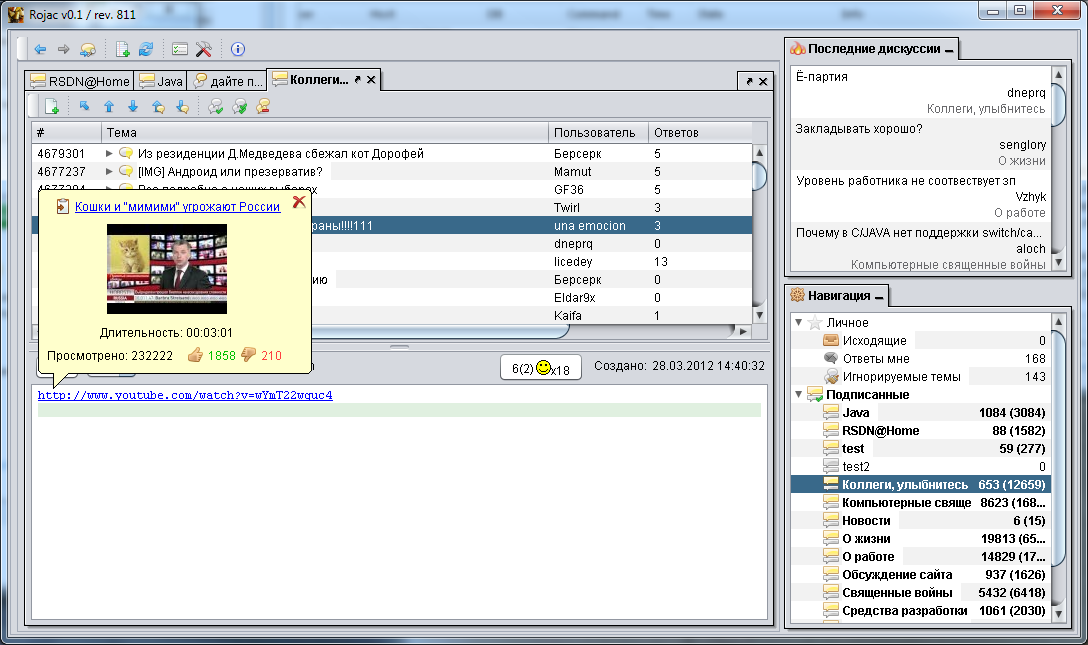 Rojac v0.1 / rev. 811
RSDN@Home
Java
дайте п...
Коллеги...
# Тема Пользователь Ответов
4679301 Из резиденции Д.Медведева сбежал кот Дорофей Берсерк 5
4677237 [IMG] Андроид или презерватив? Mamut 5
GF36 5
Twirl 3
раны!!!!111 una emocion 3
dneprq 0
licedey 13
ию Берсерк 0
Eldar9x 0
Kaifa 1
Кошки и "мимими" угрожают России
RUSSIA
Длительность: 00:03:01
Просмотрено: 232222 1858 210
6(2) x18
Создано: 28.03.2012 14:40:32
http://www.youtube.com/watch?v=wYmT22wquc4
Последние дискуссии
Ё-партия
dneprq
Коллеги, улыбнитесь
Закладывать хорошо?
senglory
О жизни
Уровень работника не соотвествует зп
Vzhyk
О работе
Почему в C/JAVA нет поддержки switch/ca...
aloch
Компьютерные священные войны
Навигация
Личное
Исходящие 0
Ответы мне 168
Игнорируемые темы 143
Подписанные
Java 1084 (3084)
RSDN@Home 88 (1582)
test 59 (277)
test2 0
Коллеги, улыбнитесь 653 (12659)
Компьютерные свяще 8623 (168...
Новости 6 (15)
О жизни 19813 (65...
О работе 14829 (17...
Обсуждение сайта 937 (1626)
Священные войны 5432 (6418)
Средства разработки 1061 (2030)